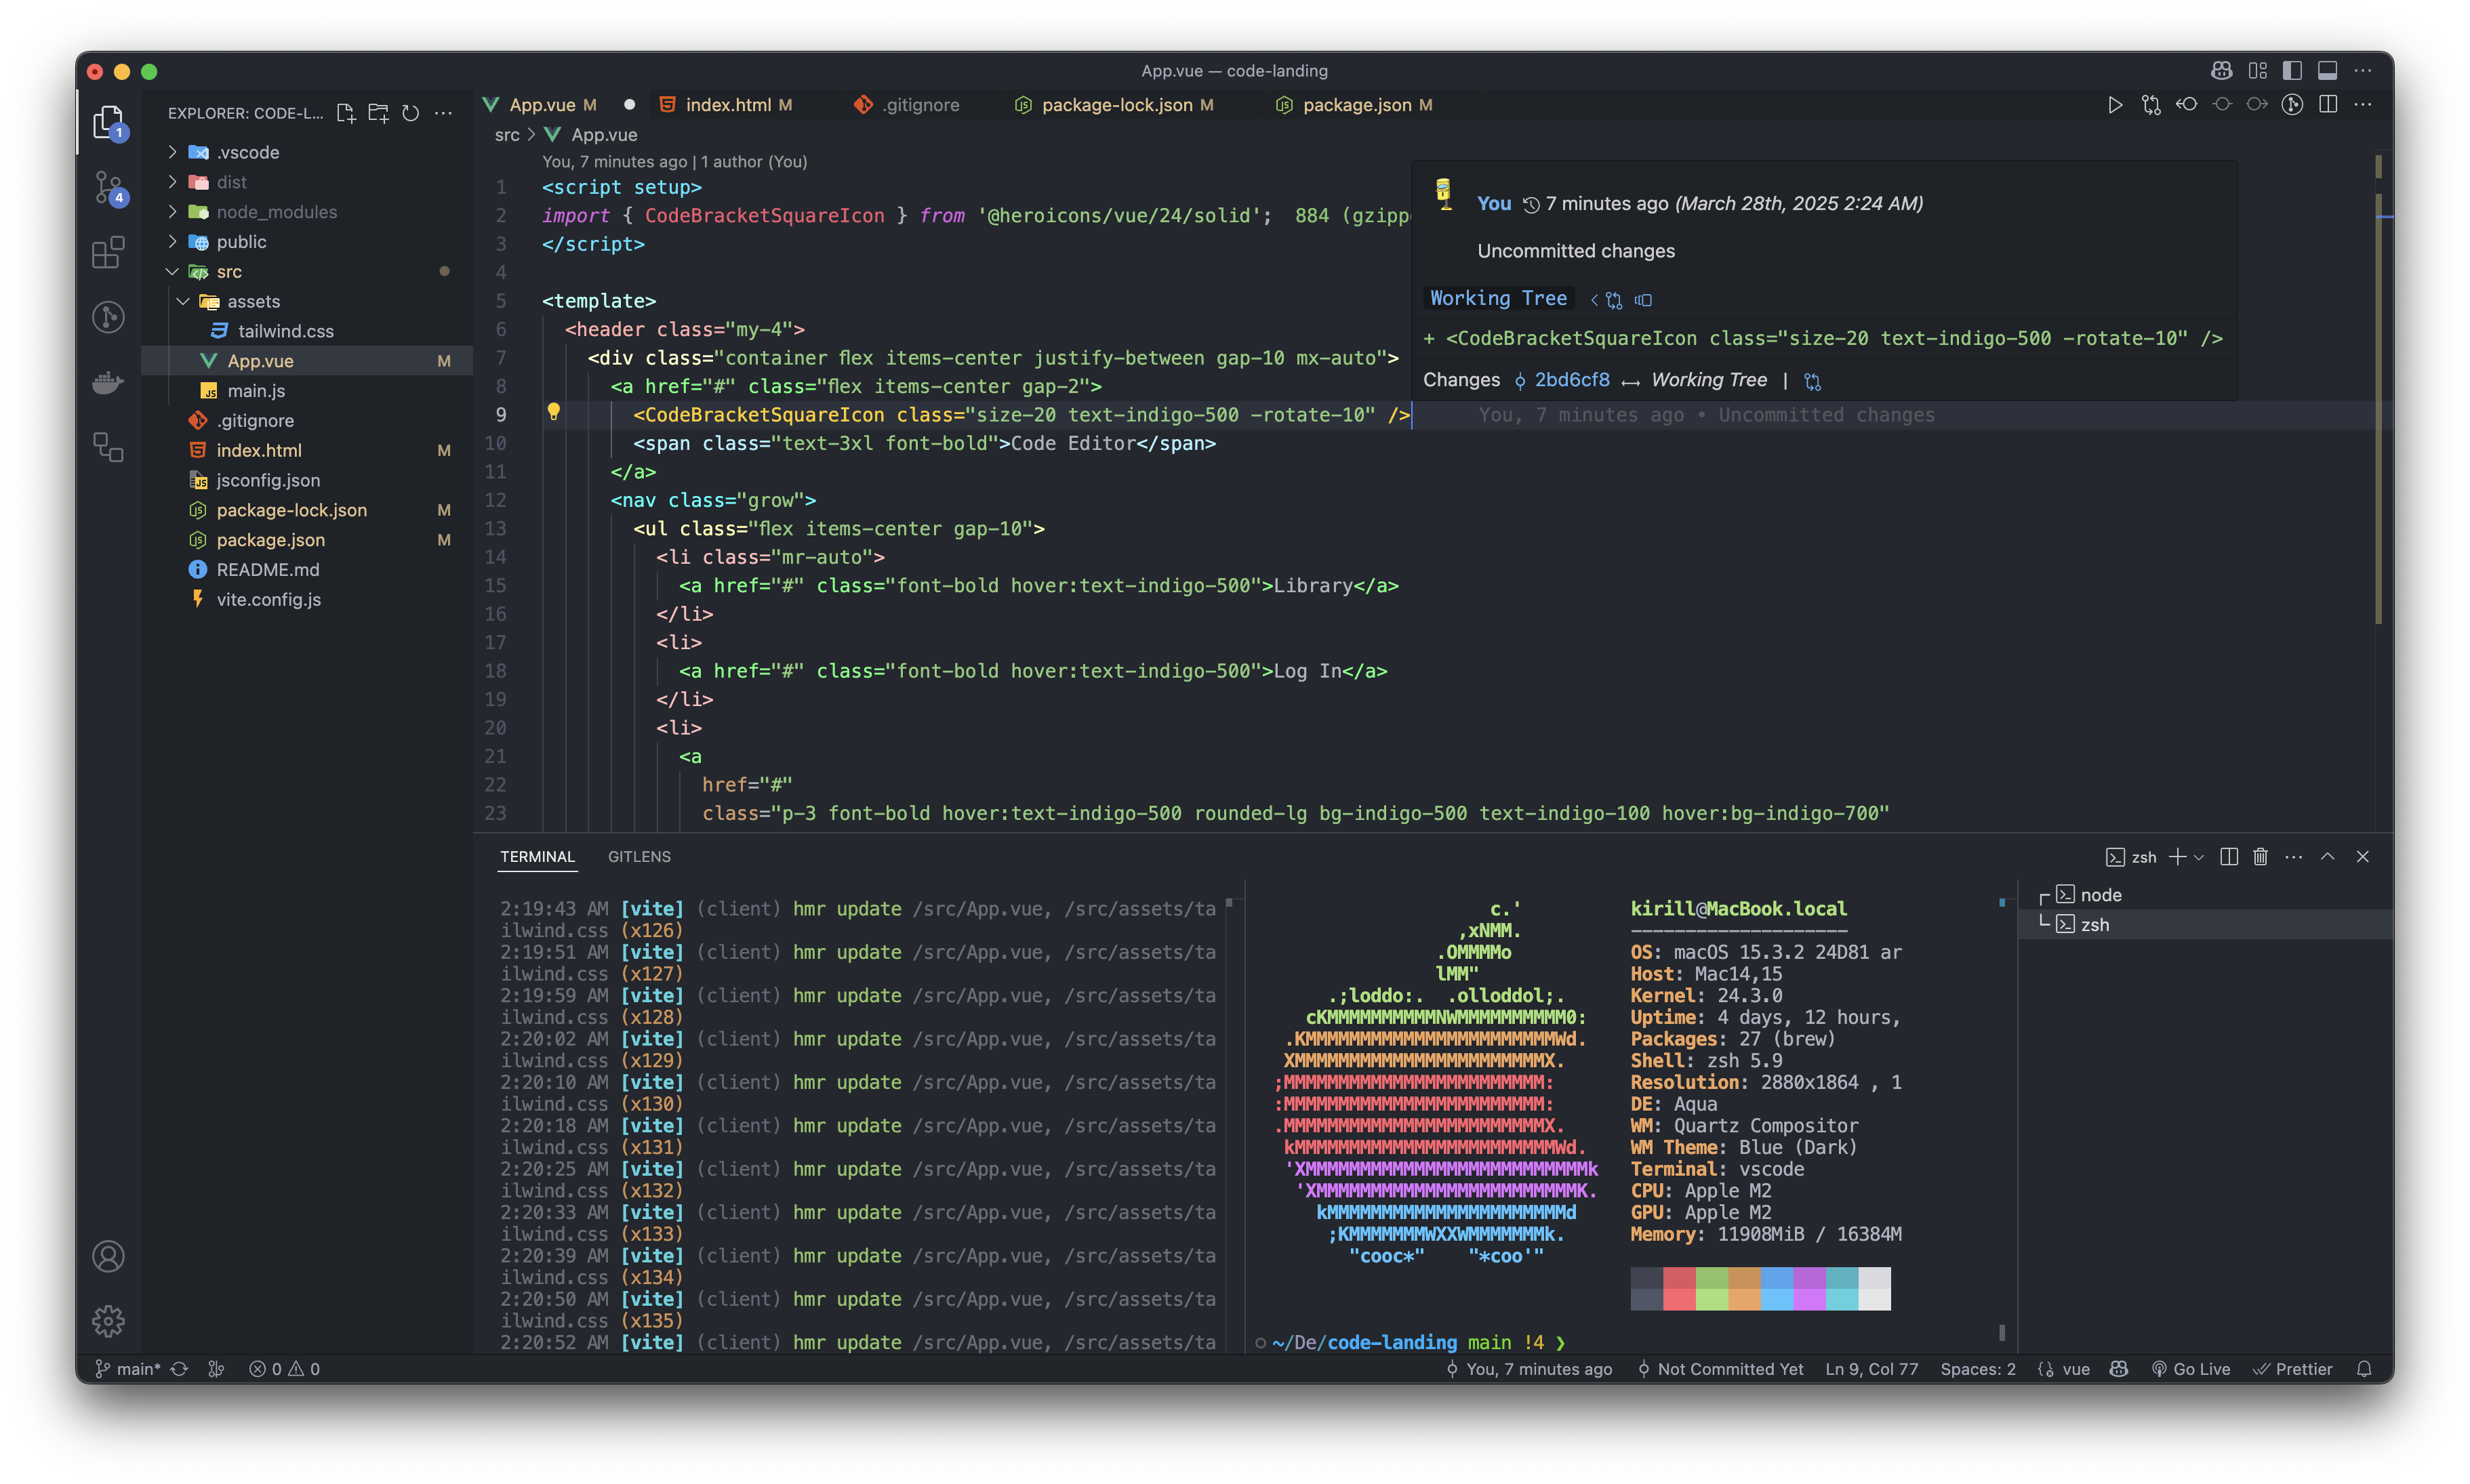 App.vue — code-landing
1
4
EXPLORER: CODE-L...
.vscode
dist
node_modules
public
src
assets
tailwind.css
App.vue M
main.js
.gitignore
index.html M
jsconfig.json
package-lock.json M
package.json M
README.md
vite.config.js
App.vue M
index.html M
.gitignore
package-lock.json M
package.json M
src > App.vue
You, 7 minutes ago | 1 author (You)
1 <script setup>
2 import { CodeBracketSquareIcon } from '@heroicons/vue/24/solid'; 884 (gzipp
3 </script>
4
5 <template>
6 <header class="my-4">
7 <div class="container flex items-center justify-between gap-10 mx-auto">
8 <a href="#" class="flex items-center gap-2">
9 <CodeBracketSquareIcon class="size-20 text-indigo-500 -rotate-10" /> You, 7 minutes ago • Uncommitted changes
10 <span class="text-3xl font-bold">Code Editor</span>
11 </a>
12 <nav class="grow">
13 <ul class="flex items-center gap-10">
14 <li class="mr-auto">
15 <a href="#" class="font-bold hover:text-indigo-500">Library</a>
16 </li>
17 <li>
18 <a href="#" class="font-bold hover:text-indigo-500">Log In</a>
19 </li>
20 <li>
21 <a
22 href="#"
23 class="p-3 font-bold hover:text-indigo-500 rounded-lg bg-indigo-500 text-indigo-100 hover:bg-indigo-700"
You 7 minutes ago (March 28th, 2025 2:24 AM)
Uncommitted changes
Working Tree
+ <CodeBracketSquareIcon class="size-20 text-indigo-500 -rotate-10" />
Changes 2bd6cf8 Working Tree |
TERMINAL GITLENS
zsh
2:19:43 AM [vite] (client) hmr update /src/App.vue, /src/assets/ta
ilwind.css (x126)
2:19:51 AM [vite] (client) hmr update /src/App.vue, /src/assets/ta
ilwind.css (x127)
2:19:59 AM [vite] (client) hmr update /src/App.vue, /src/assets/ta
ilwind.css (x128)
2:20:02 AM [vite] (client) hmr update /src/App.vue, /src/assets/ta
ilwind.css (x129)
2:20:10 AM [vite] (client) hmr update /src/App.vue, /src/assets/ta
ilwind.css (x130)
2:20:18 AM [vite] (client) hmr update /src/App.vue, /src/assets/ta
ilwind.css (x131)
2:20:25 AM [vite] (client) hmr update /src/App.vue, /src/assets/ta
ilwind.css (x132)
2:20:33 AM [vite] (client) hmr update /src/App.vue, /src/assets/ta
ilwind.css (x133)
2:20:39 AM [vite] (client) hmr update /src/App.vue, /src/assets/ta
ilwind.css (x134)
2:20:50 AM [vite] (client) hmr update /src/App.vue, /src/assets/ta
ilwind.css (x135)
2:20:52 AM [vite] (client) hmr update /src/App.vue, /src/assets/ta
c.'
,xNMM.
.OMMMMo
lMM"
.;loddo:. .olloddol;.
cKMMMMMMMMMMNWMMMMMMMMMM0:
.KMMMMMMMMMMMMMMMMMMMMMMMWd.
XMMMMMMMMMMMMMMMMMMMMMMMX.
;MMMMMMMMMMMMMMMMMMMMMMMM:
:MMMMMMMMMMMMMMMMMMMMMMMM:
.MMMMMMMMMMMMMMMMMMMMMMMMX.
kMMMMMMMMMMMMMMMMMMMMMMMMWd.
'XMMMMMMMMMMMMMMMMMMMMMMMMMMk
'XMMMMMMMMMMMMMMMMMMMMMMMMK.
kMMMMMMMMMMMMMMMMMMMMMMd
;KMMMMMMMWXXWMMMMMMMk.
"cooc*" "*coo'"
kirill@MacBook.local
--------------------
OS: macOS 15.3.2 24D81 ar
Host: Mac14,15
Kernel: 24.3.0
Uptime: 4 days, 12 hours,
Packages: 27 (brew)
Shell: zsh 5.9
Resolution: 2880x1864 , 1
DE: Aqua
WM: Quartz Compositor
WM Theme: Blue (Dark)
Terminal: vscode
CPU: Apple M2
GPU: Apple M2
Memory: 11908MiB / 16384M
~/De/code-landing main !4 ❯
node
zsh
main* 0 0
You, 7 minutes ago Not Committed Yet Ln 9, Col 77 Spaces: 2 vue Go Live Prettier